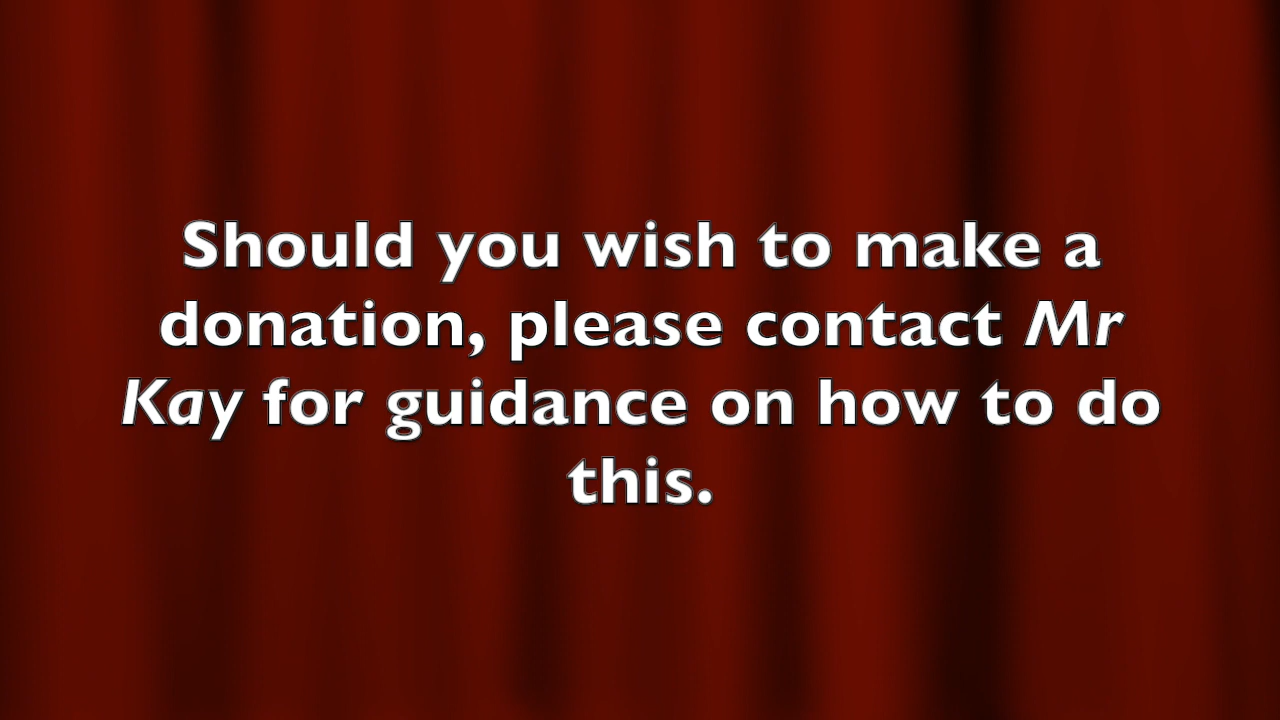 Should you wish to make a
donation, please contact Mr
Kay for guidance on how to do
this.